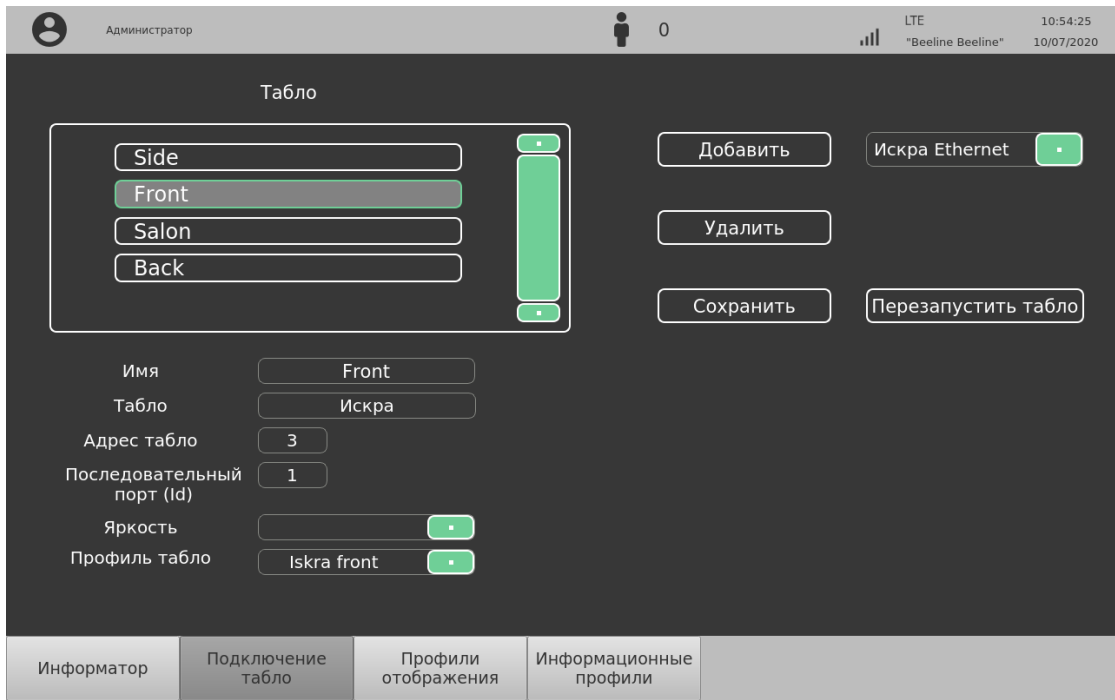 Администратор
0
LTE
"Beeline Beeline"
10:54:25
10/07/2020
Табло
Side
Front
Salon
Back
Добавить
Искра Ethernet
Удалить
Сохранить
Перезапустить табло
Имя
Front
Табло
Искра
Адрес табло
3
Последовательный
порт (Id)
1
Яркость
Профиль табло
Iskra front
Информатор
Подключение
табло
Профили
отображения
Информационные
профили